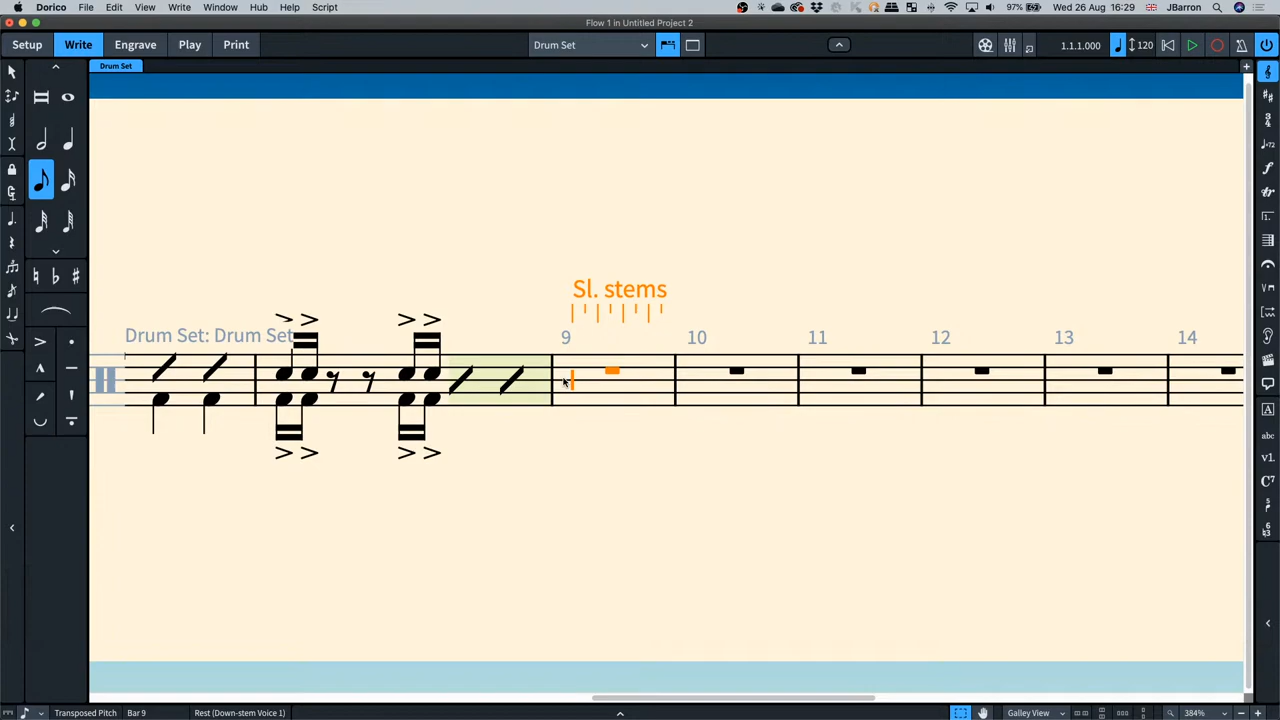 Dorico File Edit View Write Window Hub Help Script 97% Wed 26 Aug 16:29 JBarron
Flow 1 in Untitled Project 2
Setup Write Engrave Play Print Drum Set 1.1.1.000 120
Drum Set
Sl. stems
Drum Set: Drum Set 9 10 11 12 13 14
Transposed Pitch Bar 9 Rest (Down-stem Voice 1) Galley View 384%